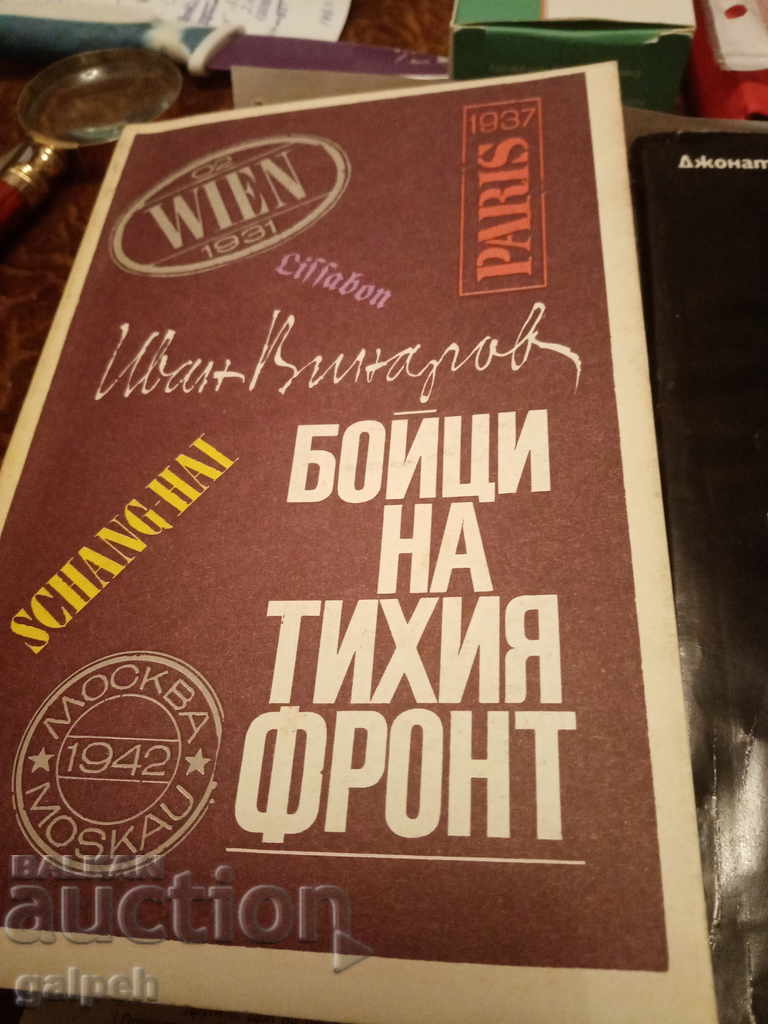 02
WIEN
1931
1937
PARIS
Lissabon
Иван Винаров
SCHANG-HAI
БОЙЦИ
НА
ТИХИЯ
ФРОНТ
МОСКВА
1942
MOSKAU
Джонат
BALKAN
auction
galpeh